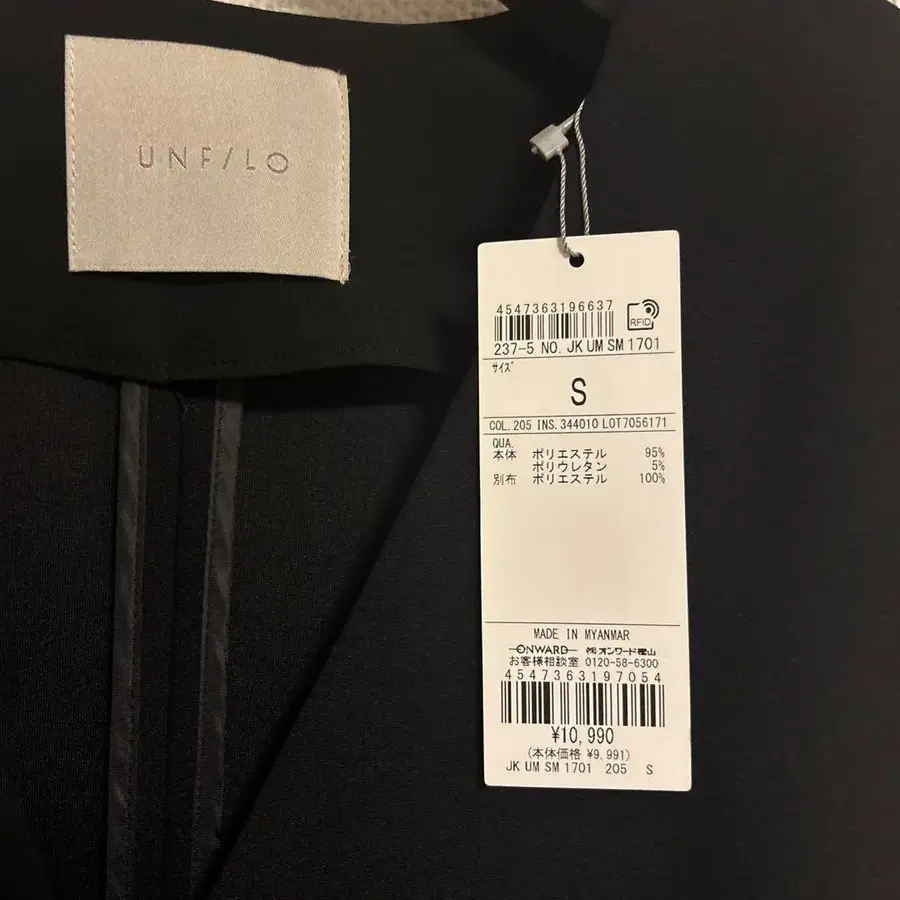 UNF/LO
4547363196637
RFID
237-5 NO. JK UM SM 1701
サイズ
S
COL. 205 INS. 344010 LOT7056171
QUA.
本体 ポリエステル 95%
ポリウレタン 5%
別布 ポリエステル 100%
MADE IN MYANMAR
ONWARD ㈱オンワード樫山
お客様相談室 0120-58-6300
4547363197054
¥10,990
(本体価格 ¥9,991)
JK UM SM 1701 205 S